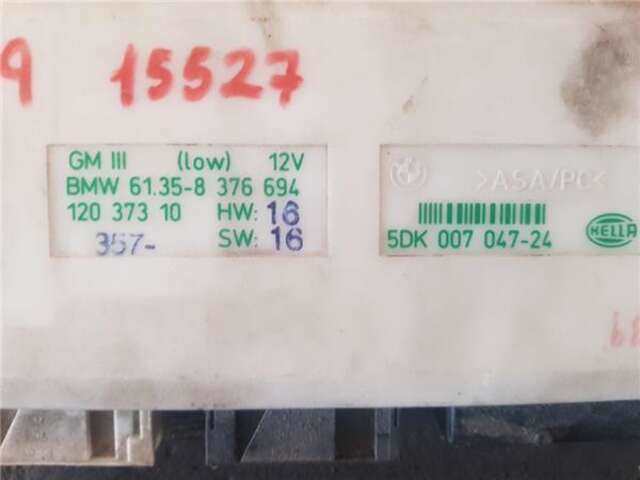 9 15527
GM III (low) 12V
BMW 61.35-8 376 694
120 373 10 HW: 16
357- SW: 16
>ASA/PC<
5DK 007 047-24
HELLA